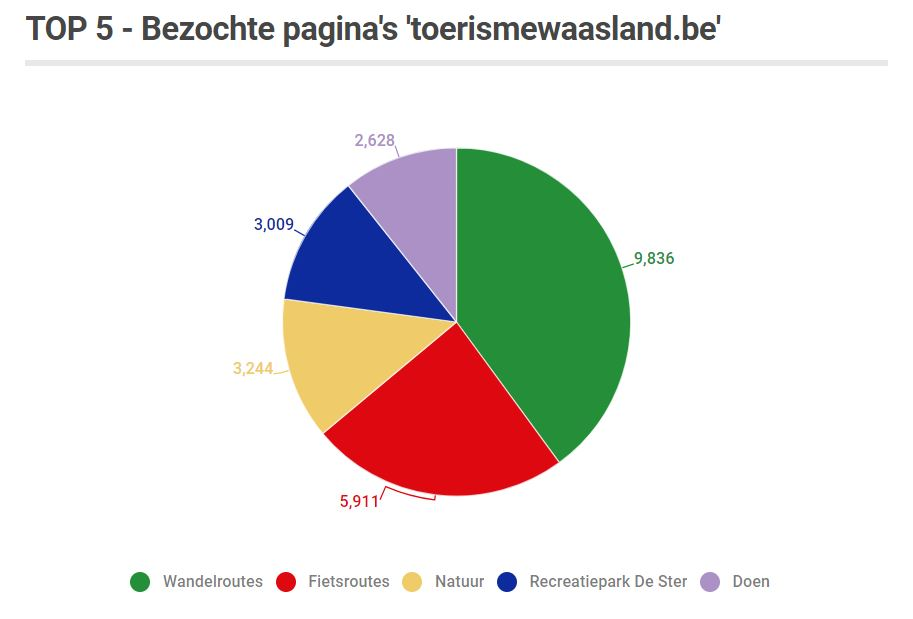 TOP 5 - Bezochte pagina's 'toerismewaasland.be'
2,628
3,009
9,836
3,244
5,911
Wandelroutes Fietsroutes Natuur Recreatiepark De Ster Doen